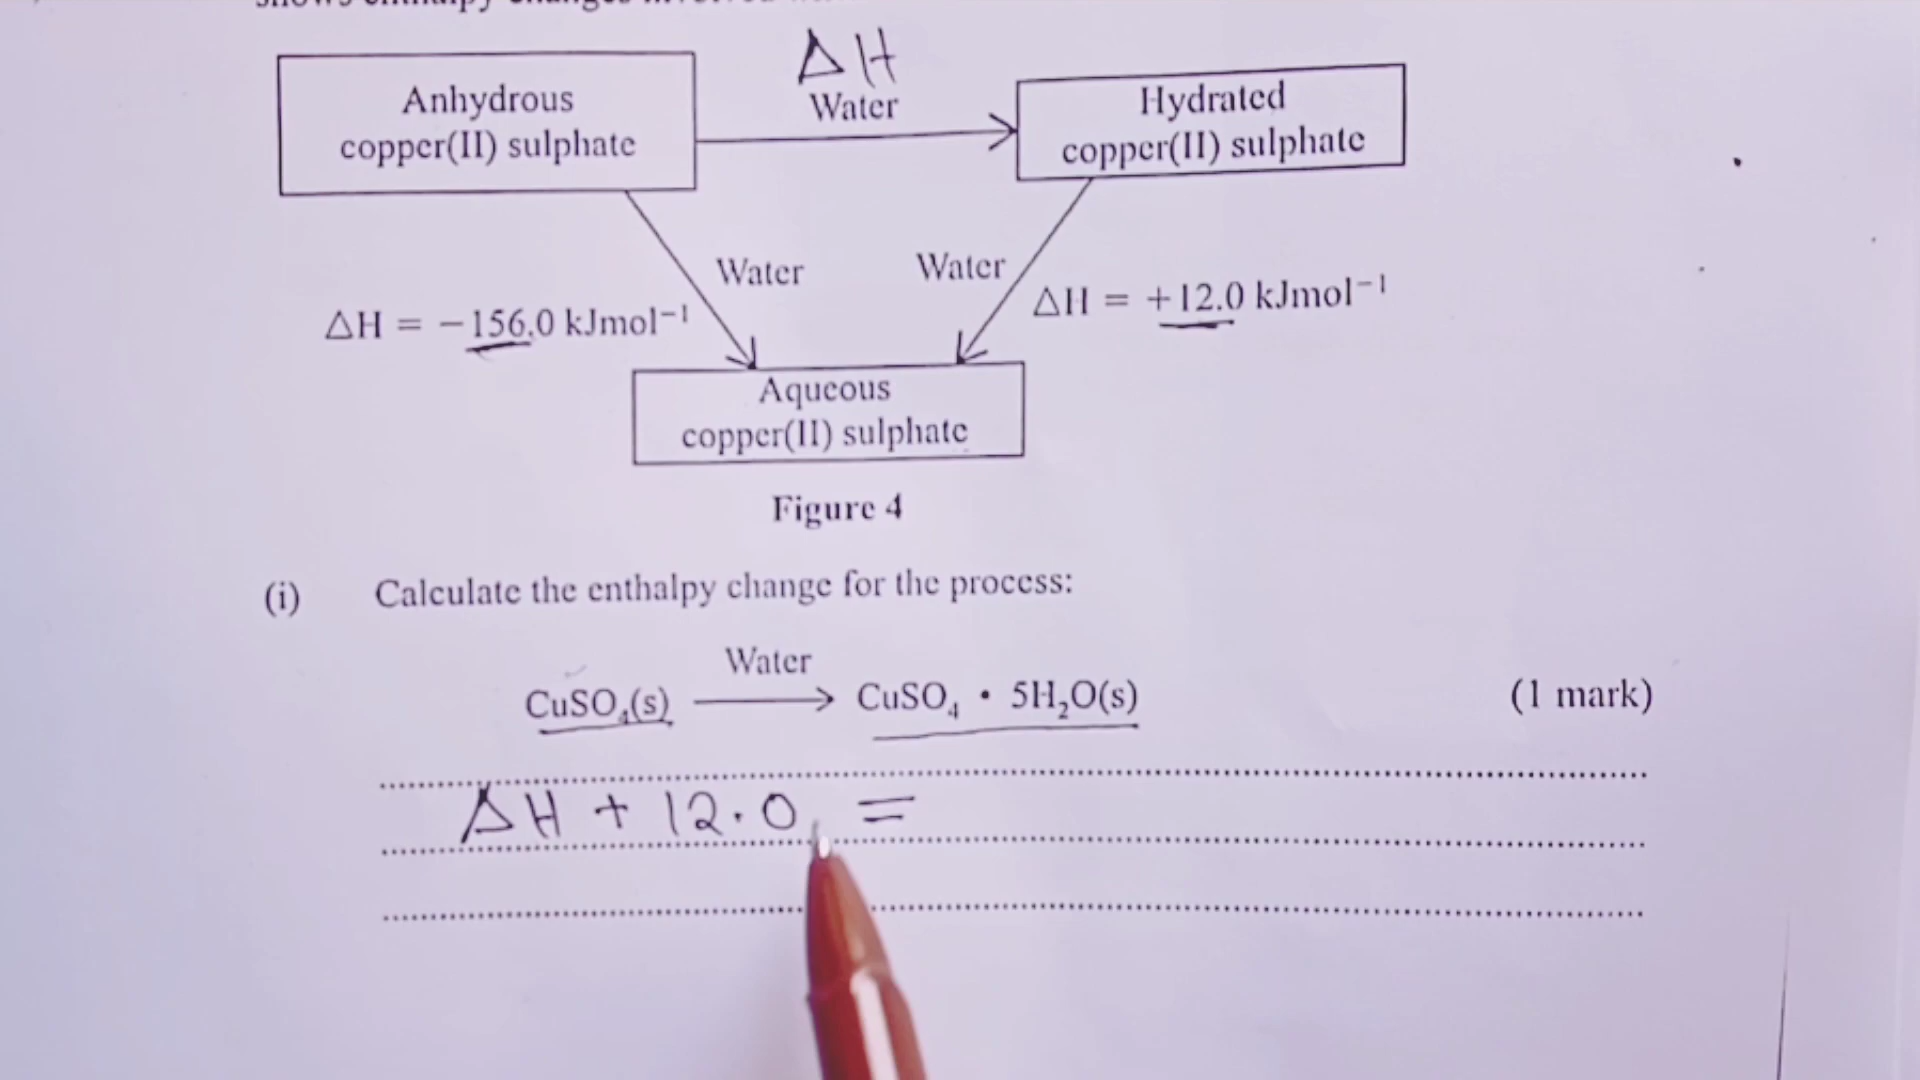 ΔH
Anhydrous
copper(II) sulphate
Water
Hydrated
copper(II) sulphate
Water
Water
ΔH = −156.0 kJmol⁻¹
ΔH = +12.0 kJmol⁻¹
Aqueous
copper(II) sulphate
Figure 4
(i) Calculate the enthalpy change for the process:
Water
CuSO₄(s) → CuSO₄ • 5H₂O(s) (1 mark)
ΔH + 12.0 =